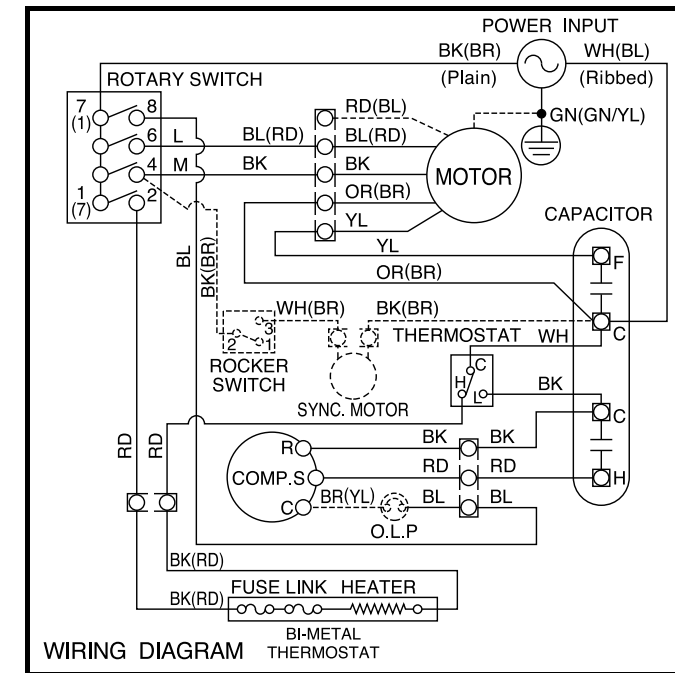 POWER INPUT
BK(BR) WH(BL)
(Plain) (Ribbed)
ROTARY SWITCH
7 8
(1)
RD(BL)
GN(GN/YL)
6 L BL(RD) BL(RD)
4 M BK BK
MOTOR
1 2
(7)
OR(BR)
YL
CAPACITOR
YL
F
OR(BR)
BL
BK(BR)
WH(BR) BK(BR)
C
3
2 1
THERMOSTAT WH
ROCKER
SWITCH
C
H L
BK
SYNC. MOTOR
C
RD RD
R BK BK
COMP. S RD RD H
C BR(YL) BL BL
O.L.P
BK(RD)
FUSE LINK HEATER
BK(RD)
BI-METAL
THERMOSTAT
WIRING DIAGRAM